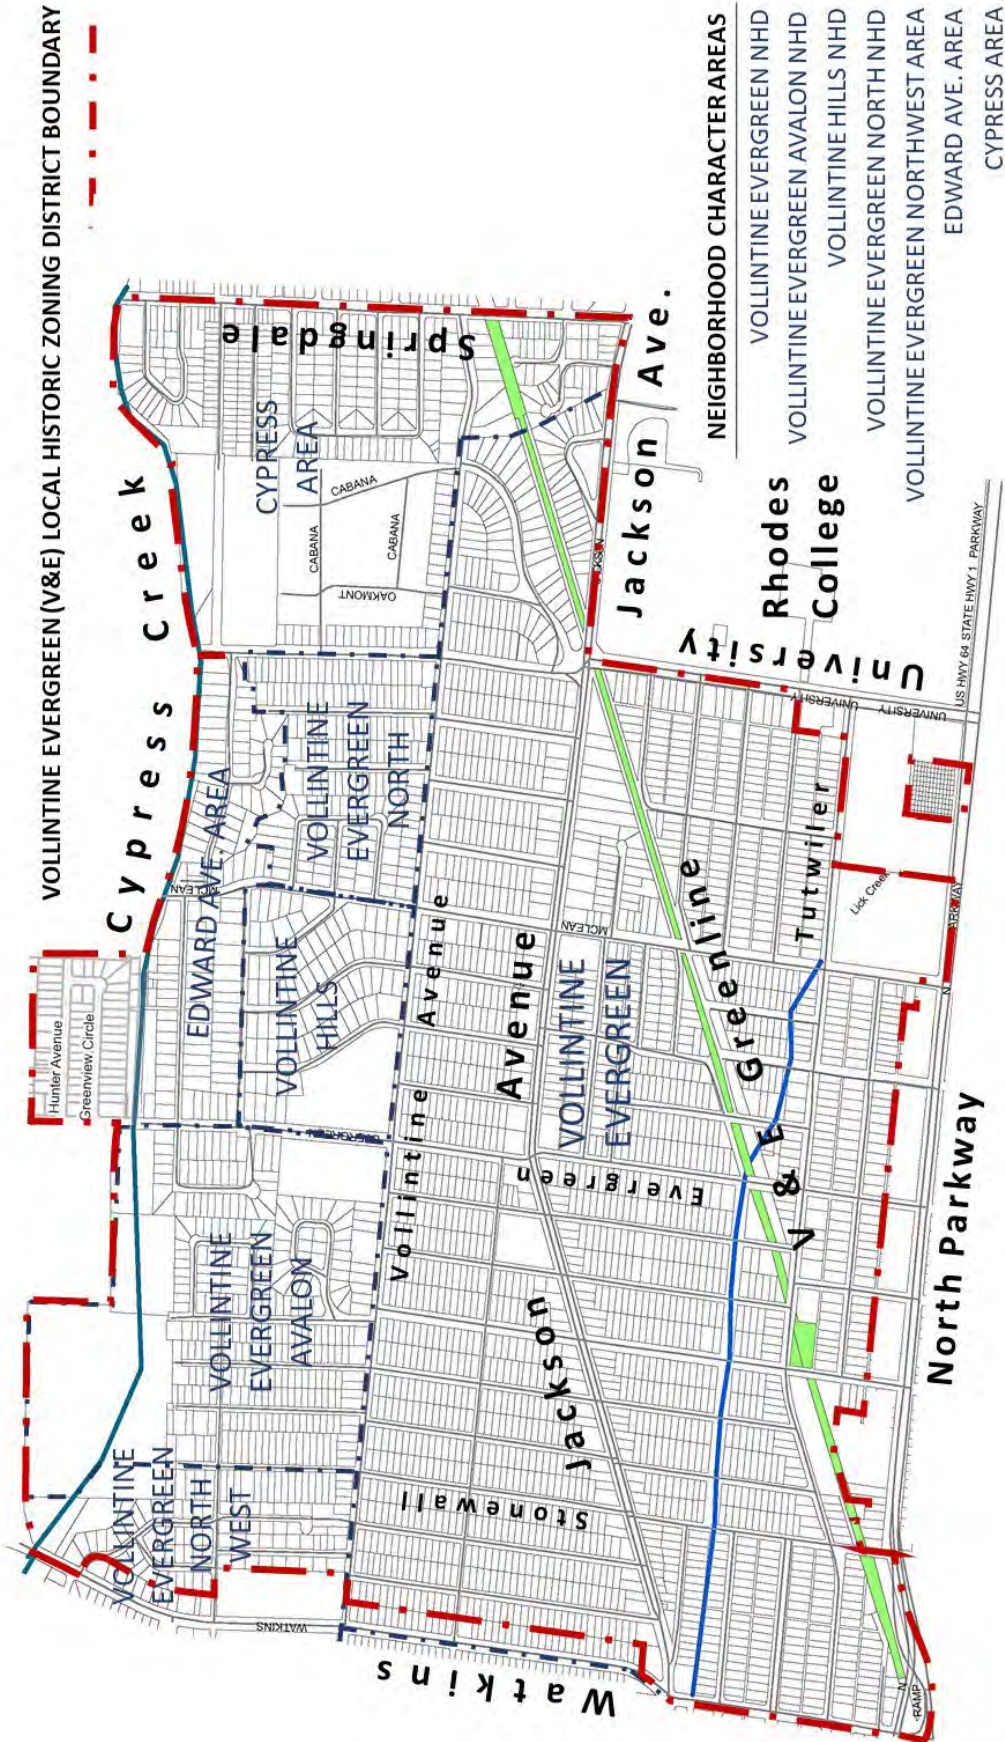 VOLLINTINE EVERGREEN (V&E) LOCAL HISTORIC ZONING DISTRICT BOUNDARY
NEIGHBORHOOD CHARACTER AREAS
VOLLINTINE EVERGREEN NHD
VOLLINTINE EVERGREEN AVALON NHD
VOLLINTINE HILLS NHD
VOLLINTINE EVERGREEN NORTH NHD
VOLLINTINE EVERGREEN NORTHWEST AREA
EDWARD AVE. AREA
CYPRESS AREA
Hunter Avenue
Greenview Circle
Cypress Creek
VOLLINTINE
EVERGREEN
NORTH
WEST
VOLLINTINE
EVERGREEN
AVALON
EDWARD AVE. AREA
MCLEAN
VOLLINTINE
HILLS
VOLLINTINE
EVERGREEN
NORTH
CYPRESS
AREA
CABANA
CABANA
CABANA
OAKMONT
Springdale
WATKINS
Watkins
EVERGREEN
Vollintine Avenue
Stonewall
Jackson Avenue
Evergreen
VOLLINTINE
EVERGREEN
MCLEAN
JACKSON
Jackson Ave.
V & E Greenline
Tutwiler
University
UNIVERSITY
UNIVERSITY
Rhodes
College
Lick Creek
PARKWAY
N
US HWY 64 STATE HWY 1 PARKWAY
North Parkway
N
RAMP